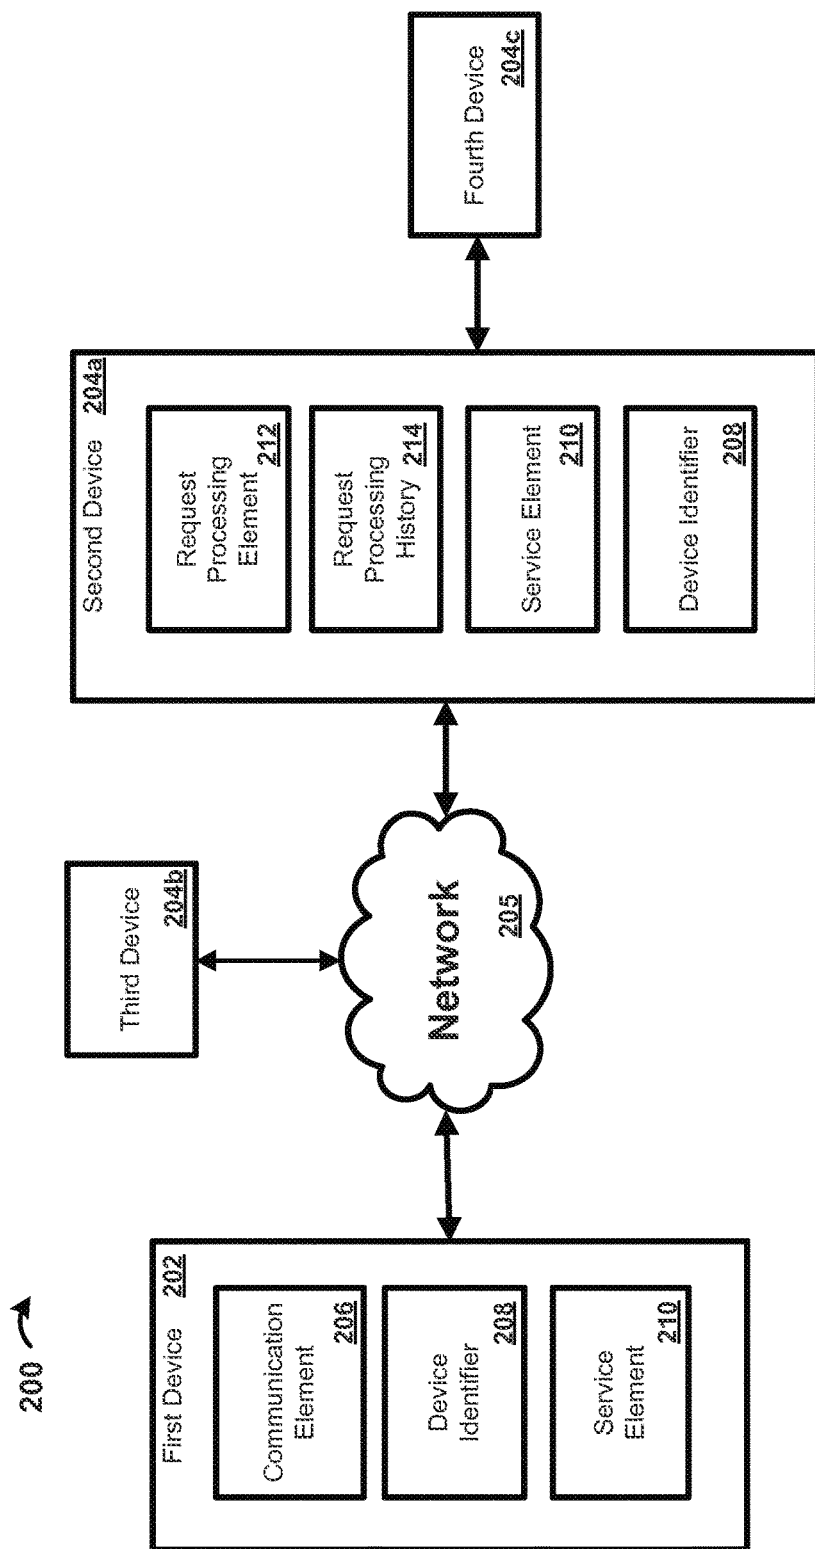 200
First Device 202
Communication
Element
206
Device
Identifier
208
Service
Element
210
Third Device
204b
Network
205
Second Device 204a
Request
Processing
Element 212
Request
Processing
History 214
Service Element
210
Device Identifier
208
Fourth Device
204c